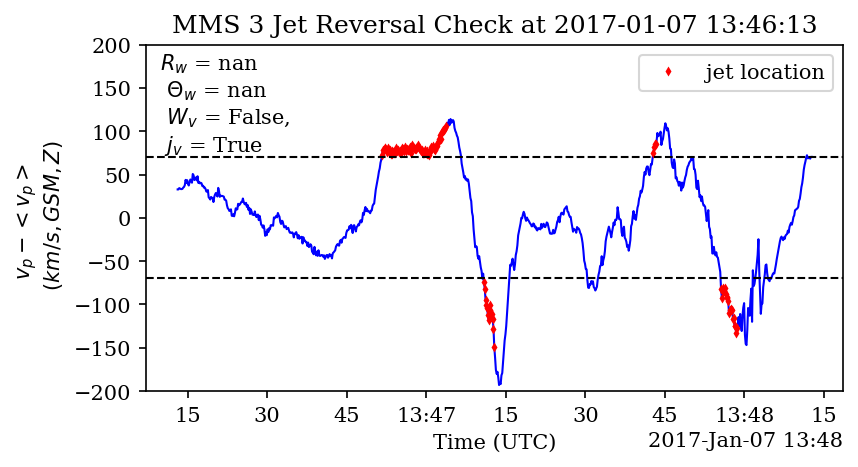 MMS 3 Jet Reversal Check at 2017-01-07 13:46:13
R_w = nan
Θ_w = nan
W_v = False,
j_v = True
jet location
v_p − < v_p >
(km/s, GSM, Z)
200
150
100
50
0
−50
−100
−150
−200
15 30 45 13:47 15 30 45 13:48 15
Time (UTC)
2017-Jan-07 13:48